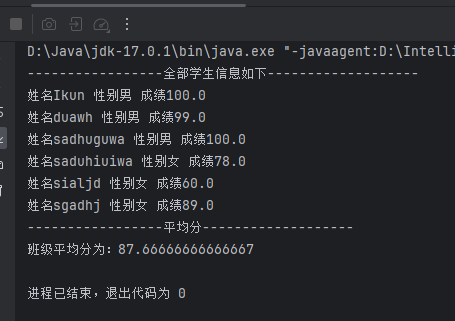 D:\Java\jdk-17.0.1\bin\java.exe "-javaagent:D:\Intelli
-----------------全部学生信息如下-------------------
姓名Ikun 性别男 成绩100.0
姓名duawh 性别男 成绩99.0
姓名sadhuguwa 性别男 成绩100.0
姓名saduhiuiwa 性别女 成绩78.0
姓名sialjd 性别女 成绩60.0
姓名sgadhj 性别女 成绩89.0
-----------------平均分-------------------
班级平均分为：87.66666666666667
进程已结束，退出代码为 0